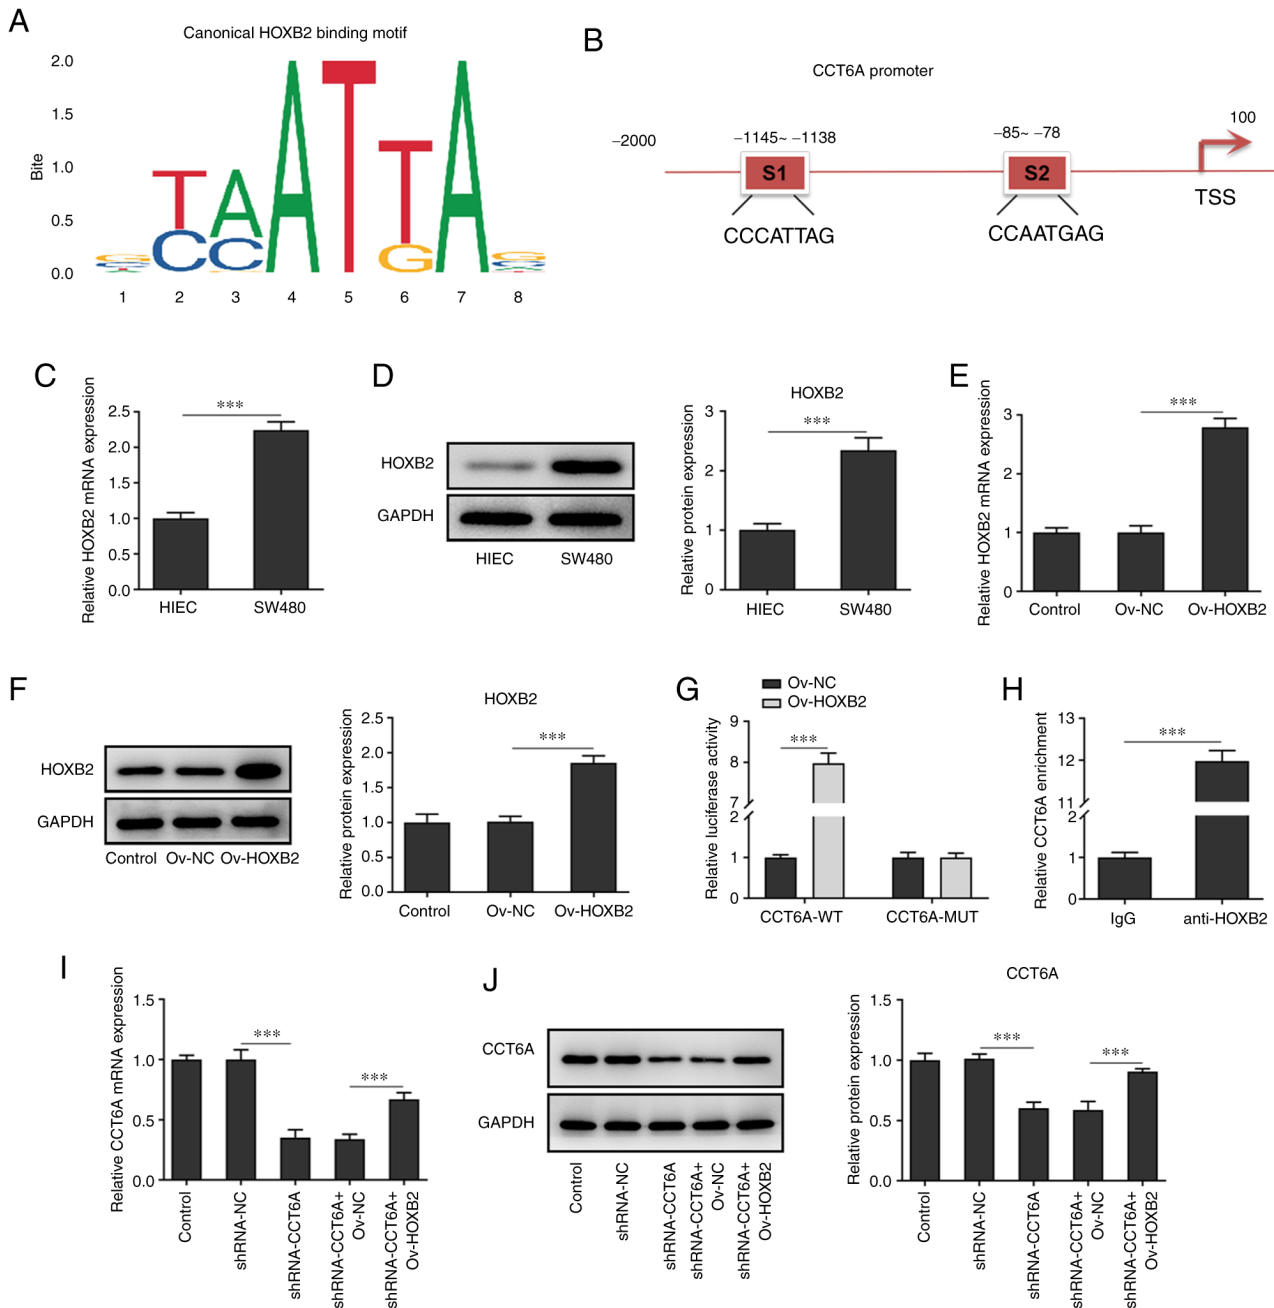 A
Canonical HOXB2 binding motif
Bite
2.0
1.5
1.0
0.5
0.0
1 2 3 4 5 6 7 8
B
CCT6A promoter
−2000
−1145~ −1138
−85~ −78
100
S1
S2
TSS
CCCATTAG
CCAATGAG
C
Relative HOXB2 mRNA expression
2.5
2.0
1.5
1.0
0.5
0.0
***
HIEC SW480
D
HOXB2
GAPDH
HIEC SW480
HOXB2
Relative protein expression
3
2
1
0
***
HIEC SW480
E
Relative HOXB2 mRNA expression
3
2
1
0
***
Control Ov-NC Ov-HOXB2
F
HOXB2
GAPDH
Control Ov-NC Ov-HOXB2
HOXB2
Relative protein expression
2.5
2.0
1.5
1.0
0.5
0.0
***
Control Ov-NC Ov-HOXB2
G
Ov-NC
Ov-HOXB2
Relative luciferase activity
9
8
7
2
1
0
***
CCT6A-WT CCT6A-MUT
H
Relative CCT6A enrichment
13
12
11
2
1
0
***
IgG anti-HOXB2
I
Relative CCT6A mRNA expression
1.5
1.0
0.5
0.0
***
***
Control
shRNA-NC
shRNA-CCT6A
shRNA-CCT6A+
Ov-NC
shRNA-CCT6A+
Ov-HOXB2
J
CCT6A
GAPDH
Control
shRNA-NC
shRNA-CCT6A
shRNA-CCT6A+
Ov-NC
shRNA-CCT6A+
Ov-HOXB2
CCT6A
Relative protein expression
1.5
1.0
0.5
0.0
***
***
Control
shRNA-NC
shRNA-CCT6A
shRNA-CCT6A+
Ov-NC
shRNA-CCT6A+
Ov-HOXB2